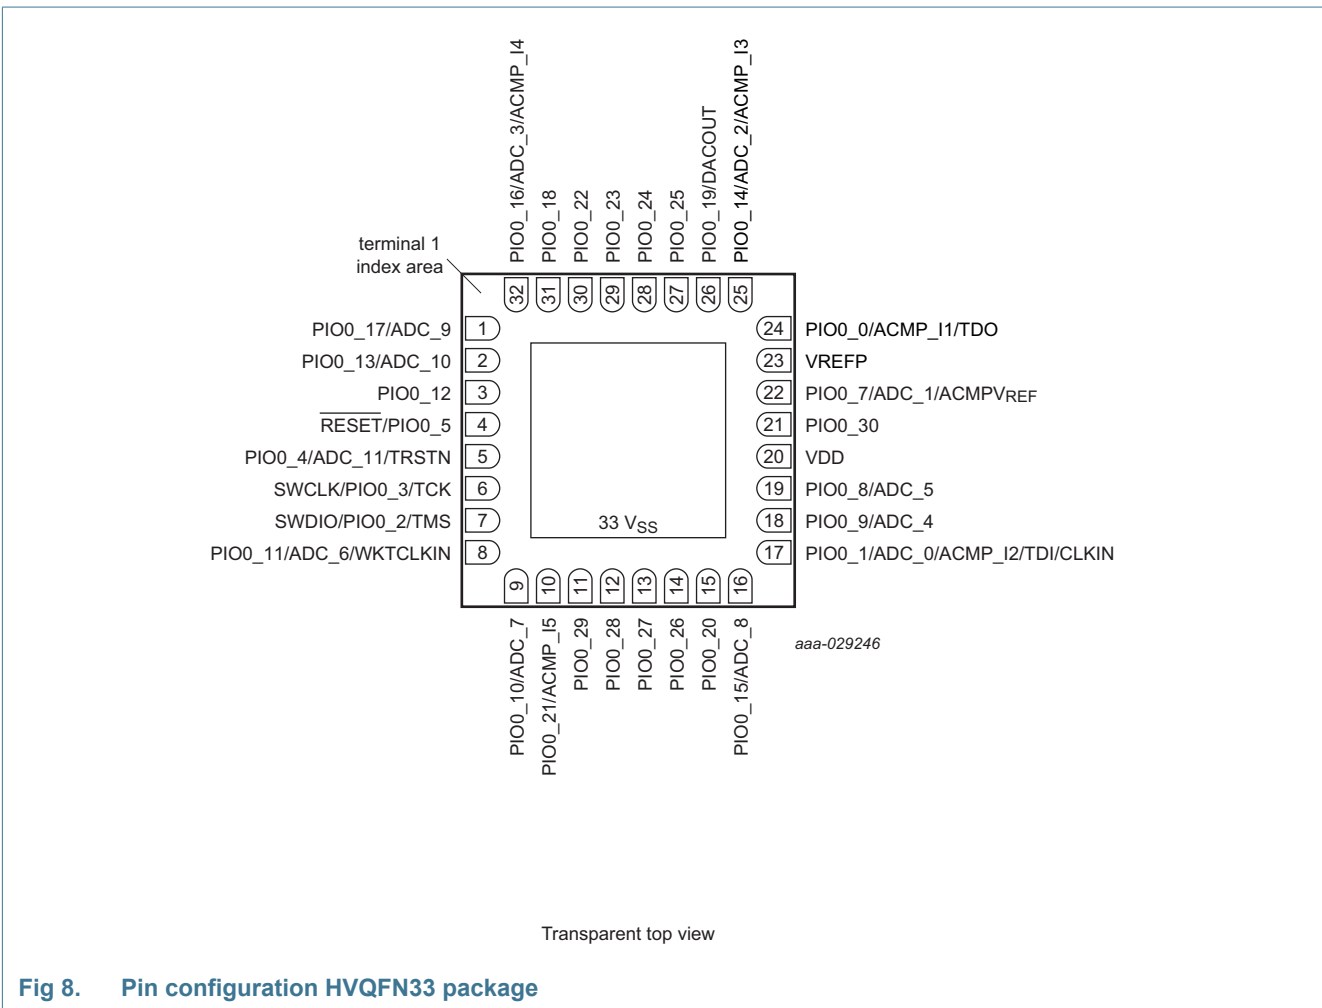 PIO0_16/ADC_3/ACMP_I4
PIO0_18
PIO0_22
PIO0_23
PIO0_24
PIO0_25
PIO0_19/DACOUT
PIO0_14/ADC_2/ACMP_I3
terminal 1
index area
32
31
30
29
28
27
26
25
PIO0_17/ADC_9 1
PIO0_13/ADC_10 2
PIO0_12 3
RESET/PIO0_5 4
PIO0_4/ADC_11/TRSTN 5
SWCLK/PIO0_3/TCK 6
SWDIO/PIO0_2/TMS 7
PIO0_11/ADC_6/WKTCLKIN 8
24 PIO0_0/ACMP_I1/TDO
23 VREFP
22 PIO0_7/ADC_1/ACMPVREF
21 PIO0_30
20 VDD
19 PIO0_8/ADC_5
18 PIO0_9/ADC_4
17 PIO0_1/ADC_0/ACMP_I2/TDI/CLKIN
33 VSS
9
10
11
12
13
14
15
16
PIO0_10/ADC_7
PIO0_21/ACMP_I5
PIO0_29
PIO0_28
PIO0_27
PIO0_26
PIO0_20
PIO0_15/ADC_8
aaa-029246
Transparent top view
Fig 8. Pin configuration HVQFN33 package